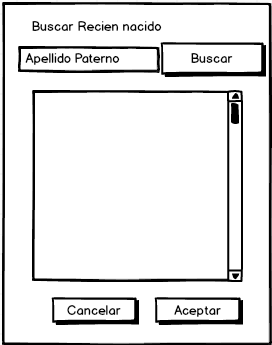 Buscar Recien nacido
Apellido Paterno
Buscar
Cancelar
Aceptar